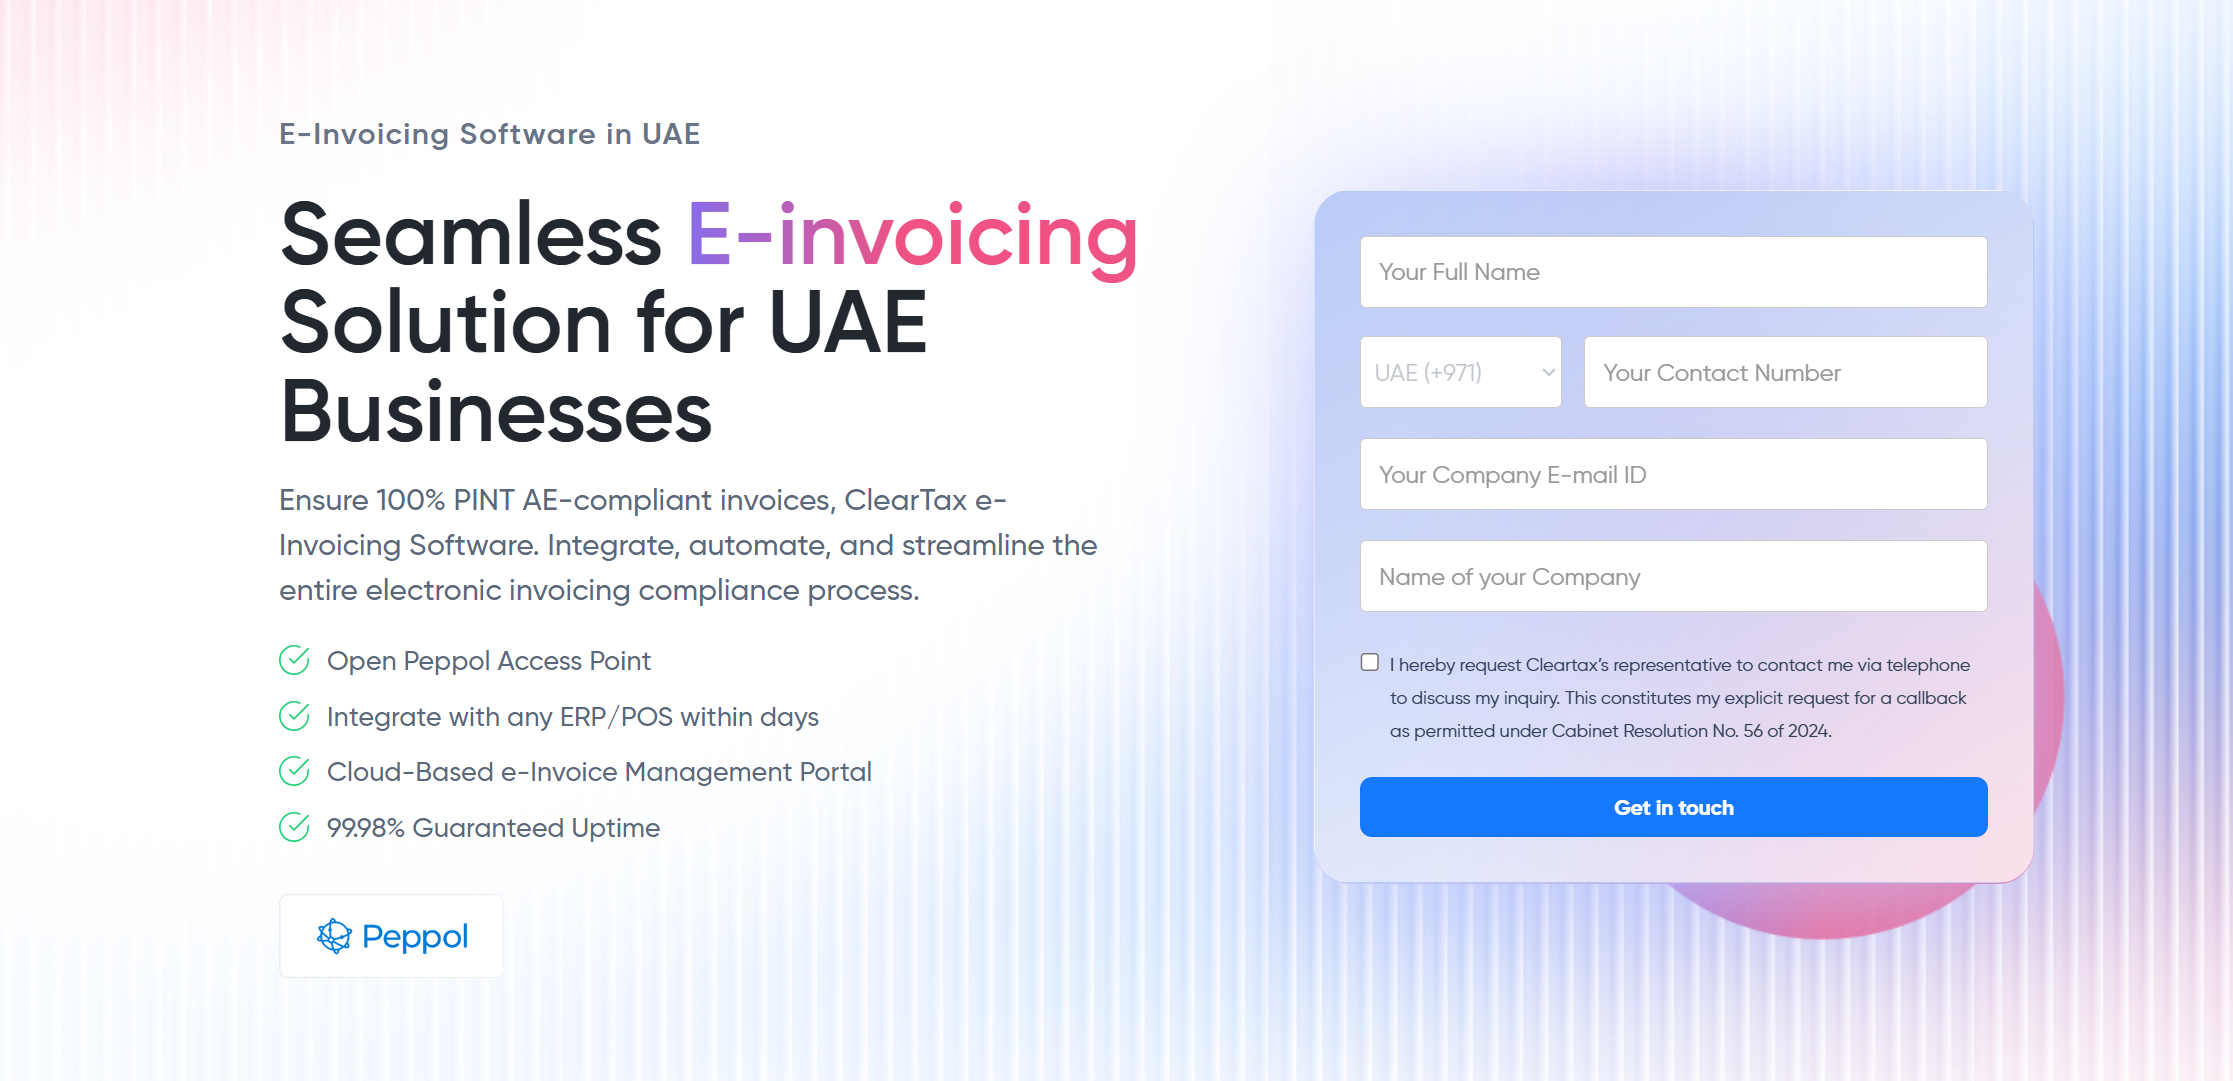 E-Invoicing Software in UAE
Seamless E-invoicing
Solution for UAE
Businesses
Ensure 100% PINT AE-compliant invoices, ClearTax e-
Invoicing Software. Integrate, automate, and streamline the
entire electronic invoicing compliance process.
Open Peppol Access Point
Integrate with any ERP/POS within days
Cloud-Based e-Invoice Management Portal
99.98% Guaranteed Uptime
Peppol
Your Full Name
UAE (+971)
Your Contact Number
Your Company E-mail ID
Name of your Company
I hereby request Cleartax’s representative to contact me via telephone
to discuss my inquiry. This constitutes my explicit request for a callback
as permitted under Cabinet Resolution No. 56 of 2024.
Get in touch